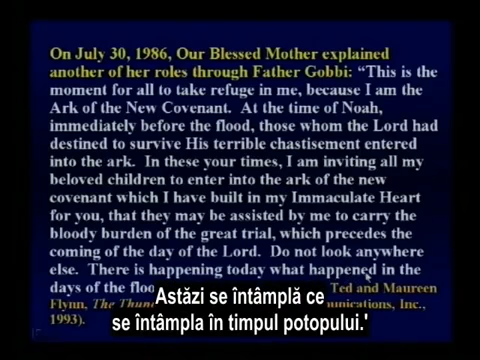 On July 30, 1986, Our Blessed Mother explained
another of her roles through Father Gobbi: “This is the
moment for all to take refuge in me, because I am the
Ark of the New Covenant. At the time of Noah,
immediately before the flood, those whom the Lord had
destined to survive His terrible chastisement entered
into the ark. In these your times, I am inviting all my
beloved children to enter into the ark of the new
covenant which I have built in my Immaculate Heart
for you, that they may be assisted by me to carry the
bloody burden of the great trial, which precedes the
coming of the day of the Lord. Do not look anywhere
else. There is happening today what happened in the
days of the Ted and Maureen
Flynn, The Inc.,
1993).
Astăzi se întâmplă ce
se întâmpla în timpul potopului.'